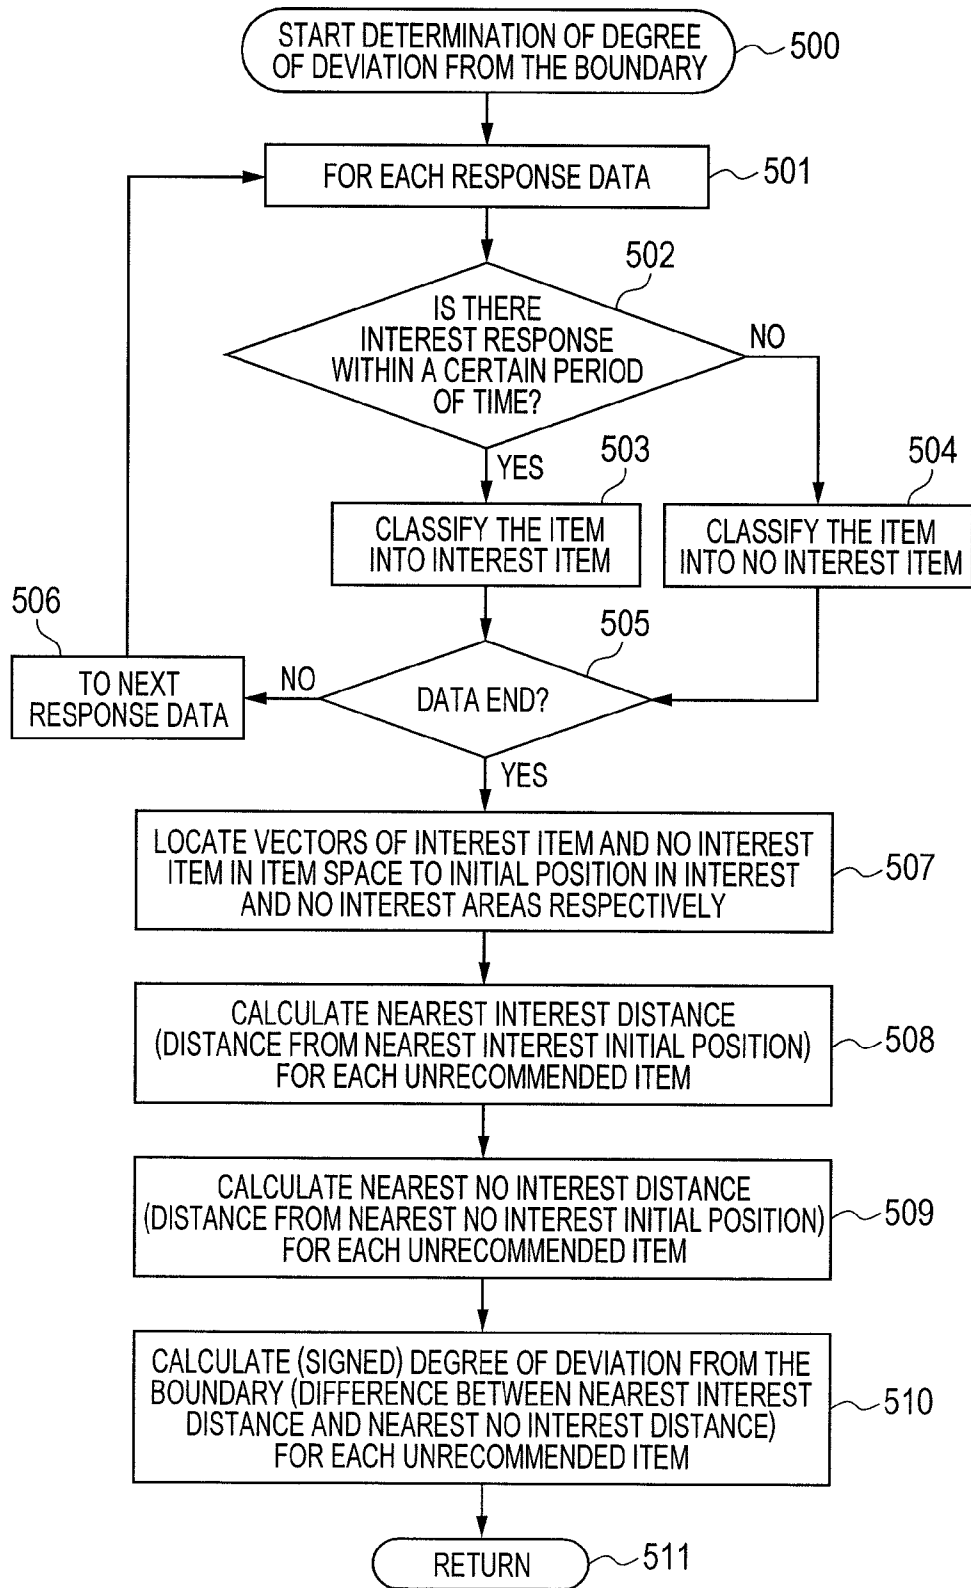 START DETERMINATION OF DEGREE
OF DEVIATION FROM THE BOUNDARY
500
FOR EACH RESPONSE DATA
501
502
IS THERE
INTEREST RESPONSE
WITHIN A CERTAIN PERIOD
OF TIME?
NO
YES
503
504
CLASSIFY THE ITEM
INTO INTEREST ITEM
CLASSIFY THE ITEM
INTO NO INTEREST ITEM
506
505
TO NEXT
RESPONSE DATA
NO
DATA END?
YES
LOCATE VECTORS OF INTEREST ITEM AND NO INTEREST
ITEM IN ITEM SPACE TO INITIAL POSITION IN INTEREST
AND NO INTEREST AREAS RESPECTIVELY
507
CALCULATE NEAREST INTEREST DISTANCE
(DISTANCE FROM NEAREST INTEREST INITIAL POSITION)
FOR EACH UNRECOMMENDED ITEM
508
CALCULATE NEAREST NO INTEREST DISTANCE
(DISTANCE FROM NEAREST NO INTEREST INITIAL POSITION)
FOR EACH UNRECOMMENDED ITEM
509
CALCULATE (SIGNED) DEGREE OF DEVIATION FROM THE
BOUNDARY (DIFFERENCE BETWEEN NEAREST INTEREST
DISTANCE AND NEAREST NO INTEREST DISTANCE)
FOR EACH UNRECOMMENDED ITEM
510
RETURN
511